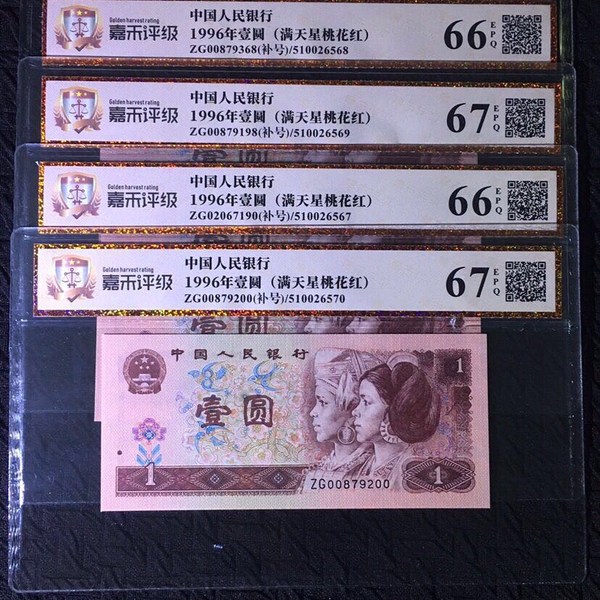 Golden harvest rating
嘉禾评级
中国人民银行
1996年壹圆（满天星桃花红）
ZG00879368(补号)/510026568
66
EPQ
Golden harvest rating
嘉禾评级
中国人民银行
1996年壹圆（满天星桃花红）
ZG00879198(补号)/510026569
67
EPQ
Golden harvest rating
嘉禾评级
中国人民银行
1996年壹圆（满天星桃花红）
ZG02067190(补号)/510026567
66
EPQ
Golden harvest rating
嘉禾评级
中国人民银行
1996年壹圆（满天星桃花红）
ZG00879200(补号)/510026570
67
EPQ
壹圆
中国人民银行
1
壹圆
1
ZG00879200
1